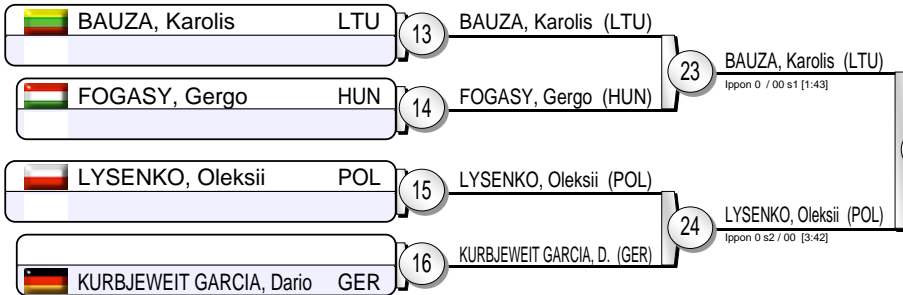 BAUZA, Karolis LTU
13
BAUZA, Karolis (LTU)
23
BAUZA, Karolis (LTU)
Ippon 0 / 00 s1 [1:43]
FOGASY, Gergo HUN
14
FOGASY, Gergo (HUN)
LYSENKO, Oleksii POL
15
LYSENKO, Oleksii (POL)
24
LYSENKO, Oleksii (POL)
Ippon 0 s2 / 00 [3:42]
KURBJEWEIT GARCIA, Dario GER
16
KURBJEWEIT GARCIA, D. (GER)